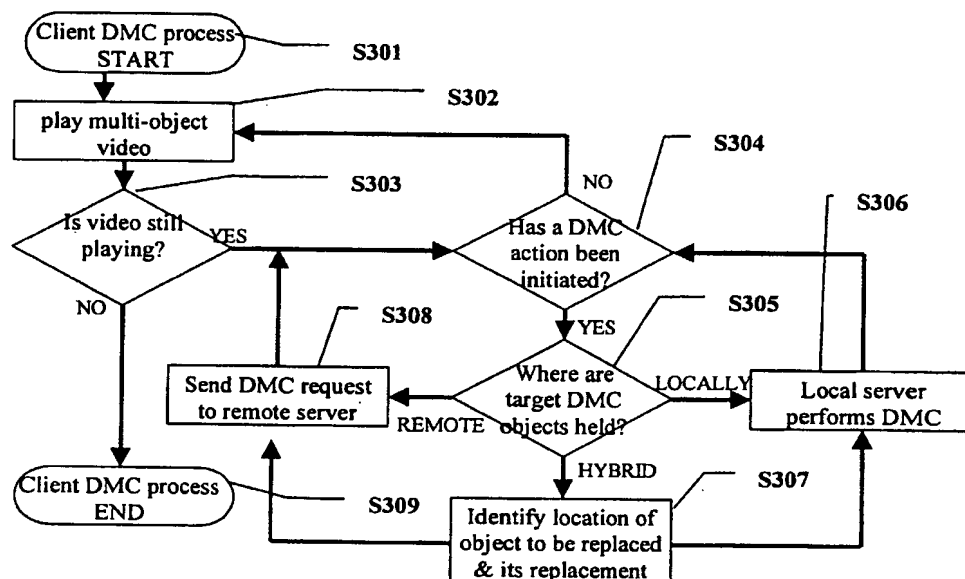 Client DMC process
START
S301
S302
play multi-object
video
S304
S303
NO
S306
Is video still
playing?
YES
Has a DMC
action been
initiated?
NO
S308
YES
S305
Send DMC request
to remote server
REMOTE
Where are
target DMC
objects held?
LOCALLY
Local server
performs DMC
HYBRID
S307
Client DMC process
END
S309
Identify location of
object to be replaced
& its replacement